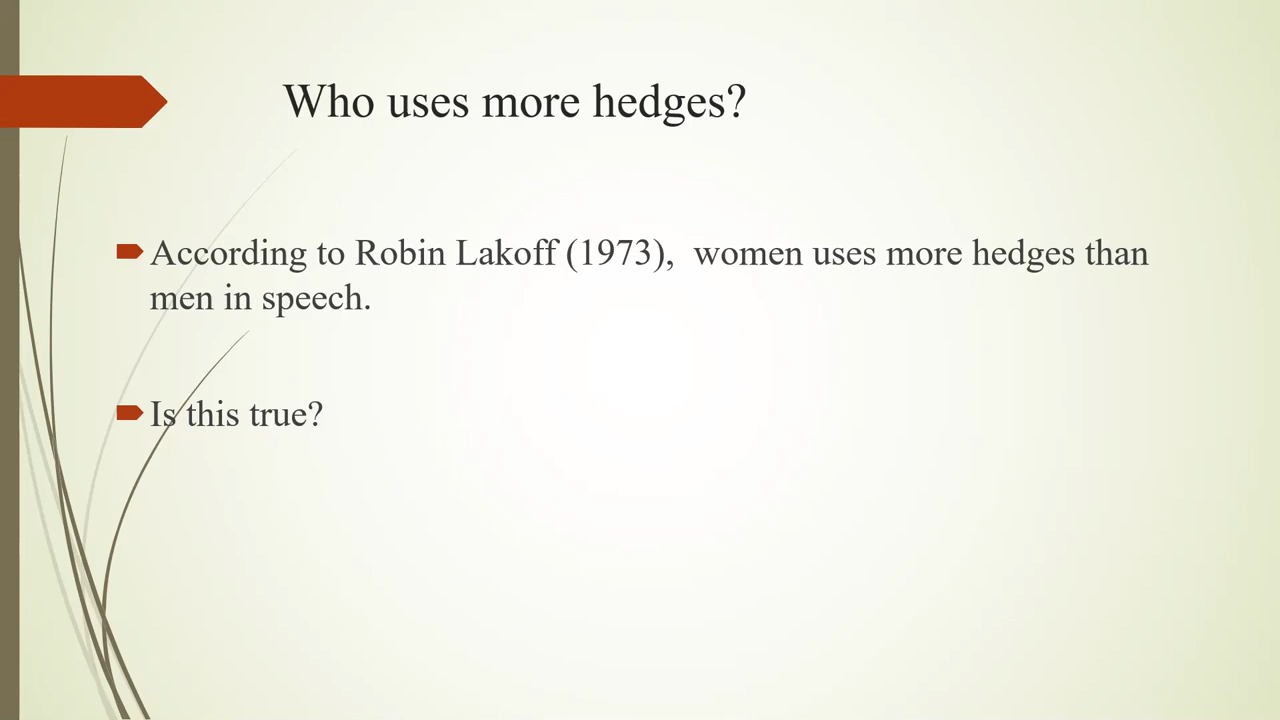 Who uses more hedges?
According to Robin Lakoff (1973),  women uses more hedges than
men in speech.
Is this true?